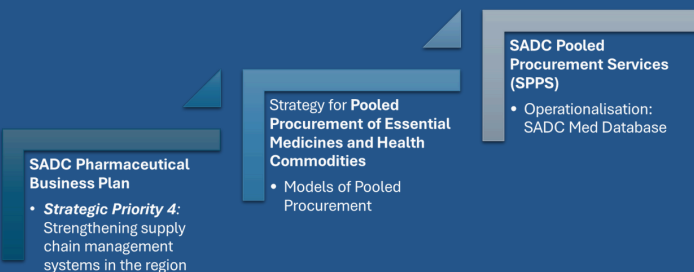 SADC Pharmaceutical
Business Plan
• Strategic Priority 4:
Strengthening supply
chain management
systems in the region
Strategy for Pooled
Procurement of Essential
Medicines and Health
Commodities
• Models of Pooled
Procurement
SADC Pooled
Procurement Services
(SPPS)
• Operationalisation:
SADC Med Database